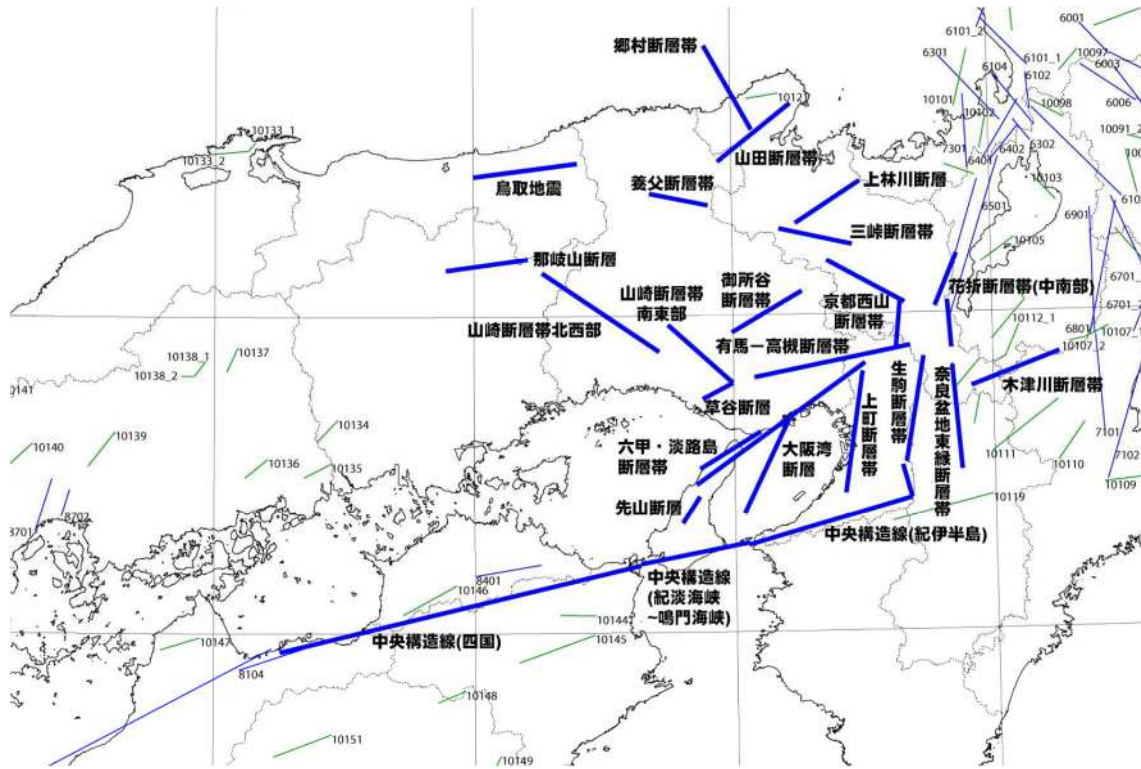 6001
6101_2
郷村断層帯
6301
6101_1
10097
6104
6003
6102
10127
10101
10098
6006
10102
10133_1
10091_2
10133_2
山田断層帯
7301
6302
6402
6401
鳥取地震
養父断層帯
上林川断層
10103
6501
6901
三峠断層帯
10105
那岐山断層
御所谷
断層帯
花折断層帯(中南部)
山崎断層帯
南東部
京都西山
断層帯
山崎断層帯北西部
10112_1
6801
有馬ー高槻断層帯
10107_2
10138_1
10137
10138_2
生駒断層帯
奈良盆地東縁断層帯
木津川断層帯
草谷断層
上町断層帯
10134
10140
10139
六甲・淡路島
断層帯
大阪湾
断層
7101
10111
7102
10136
10135
10110
10109
先山断層
10119
8701
8702
中央構造線(紀伊半島)
8401
中央構造線
(紀淡海峡
~鳴門海峡)
10146
10144
10145
10147
中央構造線(四国)
8104
10148
10151
10149